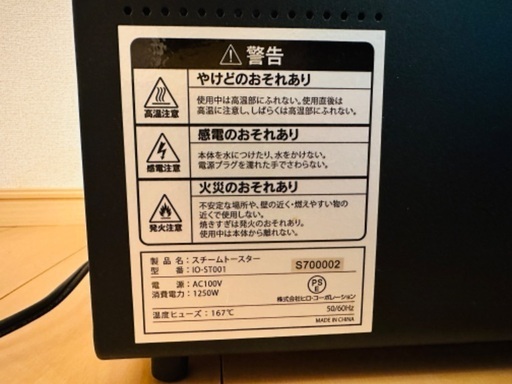 警告
やけどのおそれあり
使用中は高温部にふれない。使用直後は
高温に注意し、しばらくは高温部にふれない。
高温注意
感電のおそれあり
本体を水につけたり、水をかけない。
電源プラグを濡れた手でさわらない。
感電注意
火災のおそれあり
不安定な場所や、壁の近く・燃えやすい物の
近くで使用しない。
焼きすぎは発火のおそれあり。
使用中は本体から離れない。
発火注意
製品名：スチームトースター
型番：IO-ST001
S700002
電源：AC100V
消費電力：1250W
PSE
株式会社ヒロ・コーポレーション
50/60Hz
温度ヒューズ：167℃
MADE IN CHINA